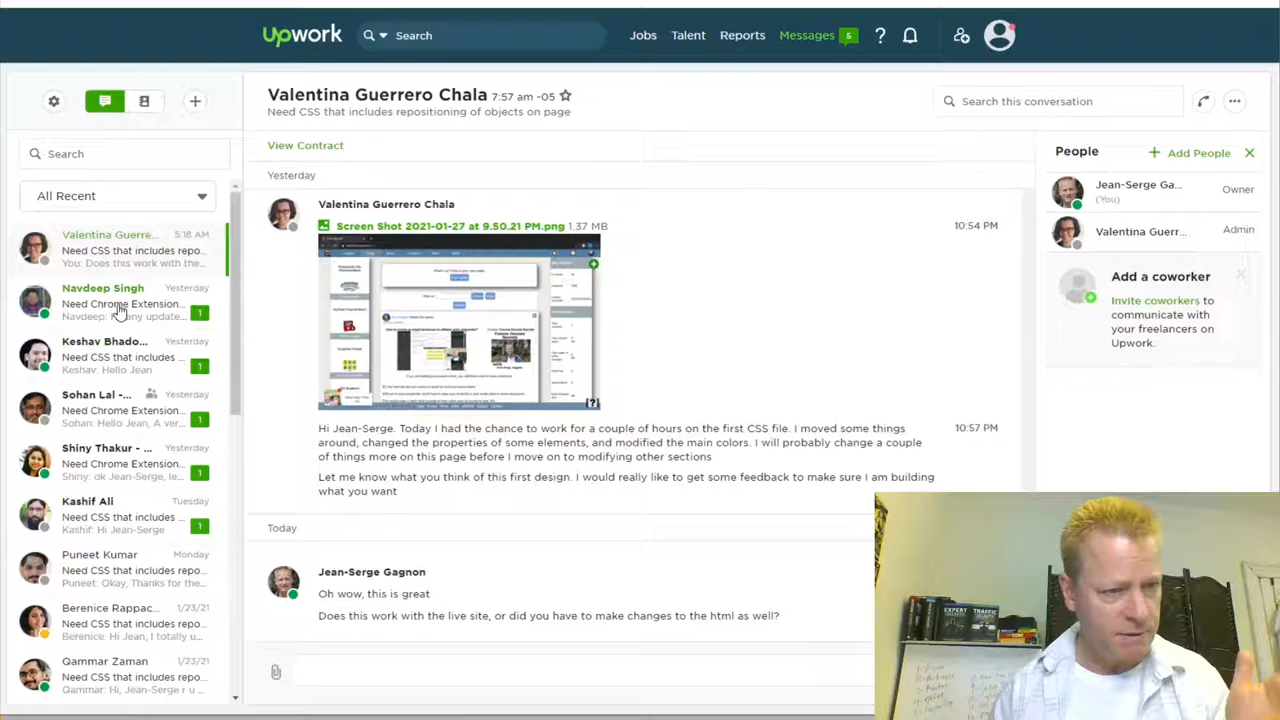 upwork
Search
Jobs
Talent
Reports
Messages
5
?
Valentina Guerrero Chala 7:57 am -05
Need CSS that includes repositioning of objects on page
Search this conversation
Search
View Contract
People
+ Add People
All Recent
Yesterday
Jean-Serge Ga...
(You)
Owner
Valentina Guerre...
5:18 AM
Need CSS that includes repo...
You: Does this work with the...
Valentina Guerrero Chala
Screen Shot 2021-01-27 at 9.50.21 PM.png 1.37 MB
10:54 PM
Valentina Guerr...
Admin
Navdeep Singh
Yesterday
Need Chrome Extension...
update...
1
Add a coworker
Invite coworkers to
communicate with
your freelancers on
Upwork.
Keshav Bhado...
Yesterday
Need CSS that includes ...
Keshav: Hello Jean
1
Sohan Lal -...
Yesterday
Need Chrome Extension...
Sohan: Hello Jean, A ver...
1
[?]
Hi Jean-Serge. Today I had the chance to work for a couple of hours on the first CSS file. I moved some things
around, changed the properties of some elements, and modified the main colors. I will probably change a couple
of things more on this page before I move on to modifying other sections
10:57 PM
Let me know what you think of this first design. I would really like to get some feedback to make sure I am building
what you want
Shiny Thakur - ...
Yesterday
Need Chrome Extension...
Shiny: ok Jean-Serge, le...
1
Kashif Ali
Tuesday
Need CSS that includes ...
Kashif: Hi Jean-Serge
1
Today
Puneet Kumar
Monday
Need CSS that includes repo...
Puneet: Okay, Thanks for the...
Jean-Serge Gagnon
Oh wow, this is great
Does this work with the live site, or did you have to make changes to the html as well?
Berenice Rappac...
1/23/21
Need CSS that includes repo...
Berenice: Hi Jean, I totally u...
Qammar Zaman
1/23/21
Need CSS that includes repo...
Qammar: Hi, Jean-Serge r u ...
EXPERT
SECRETS
TRAFFIC
SECRETS